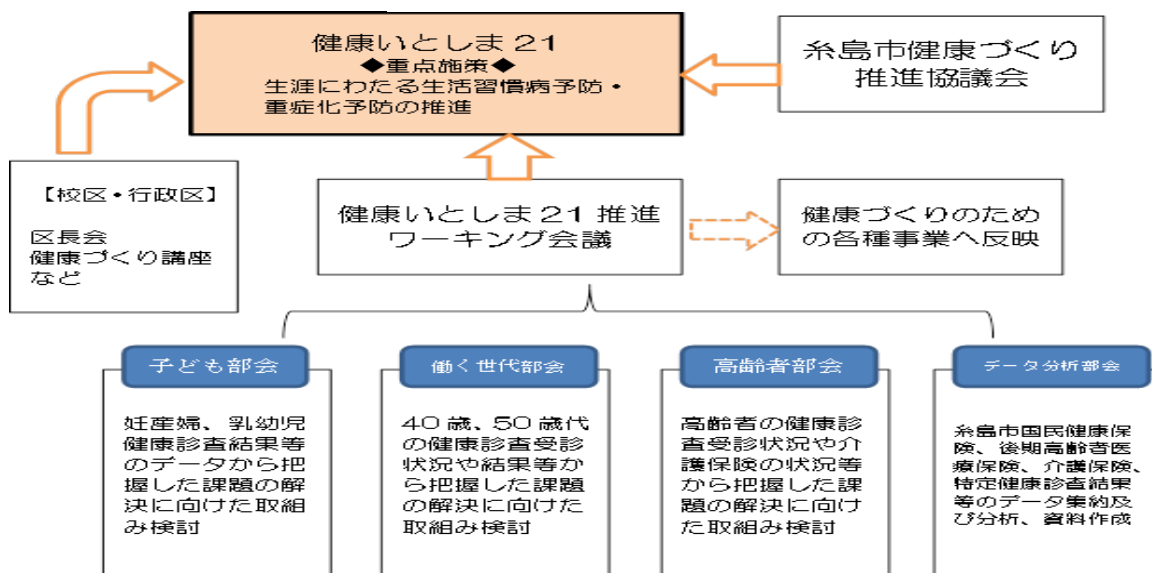 健康いとしま21
◆重点施策◆
生涯にわたる生活習慣病予防・
重症化予防の推進
糸島市健康づくり
推進協議会
【校区・行政区】
区長会
健康づくり講座
など
健康いとしま21推進
ワーキング会議
健康づくりのため
の各種事業へ反映
子ども部会
妊産婦、乳幼児
健康診査結果等
のデータから把
握した課題の解
決に向けた取組
み検討
働く世代部会
40歳、50歳代
の健康診査受診
状況や結果等か
ら把握した課題
の解決に向けた
取組み検討
高齢者部会
高齢者の健康診
査受診状況や介
護保険の状況等
から把握した課
題の解決に向け
た取組み検討
データ分析部会
糸島市国民健康保
険、後期高齢者医
療保険、介護保険、
特定健康診査結果
等のデータ集約及
び分析、資料作成